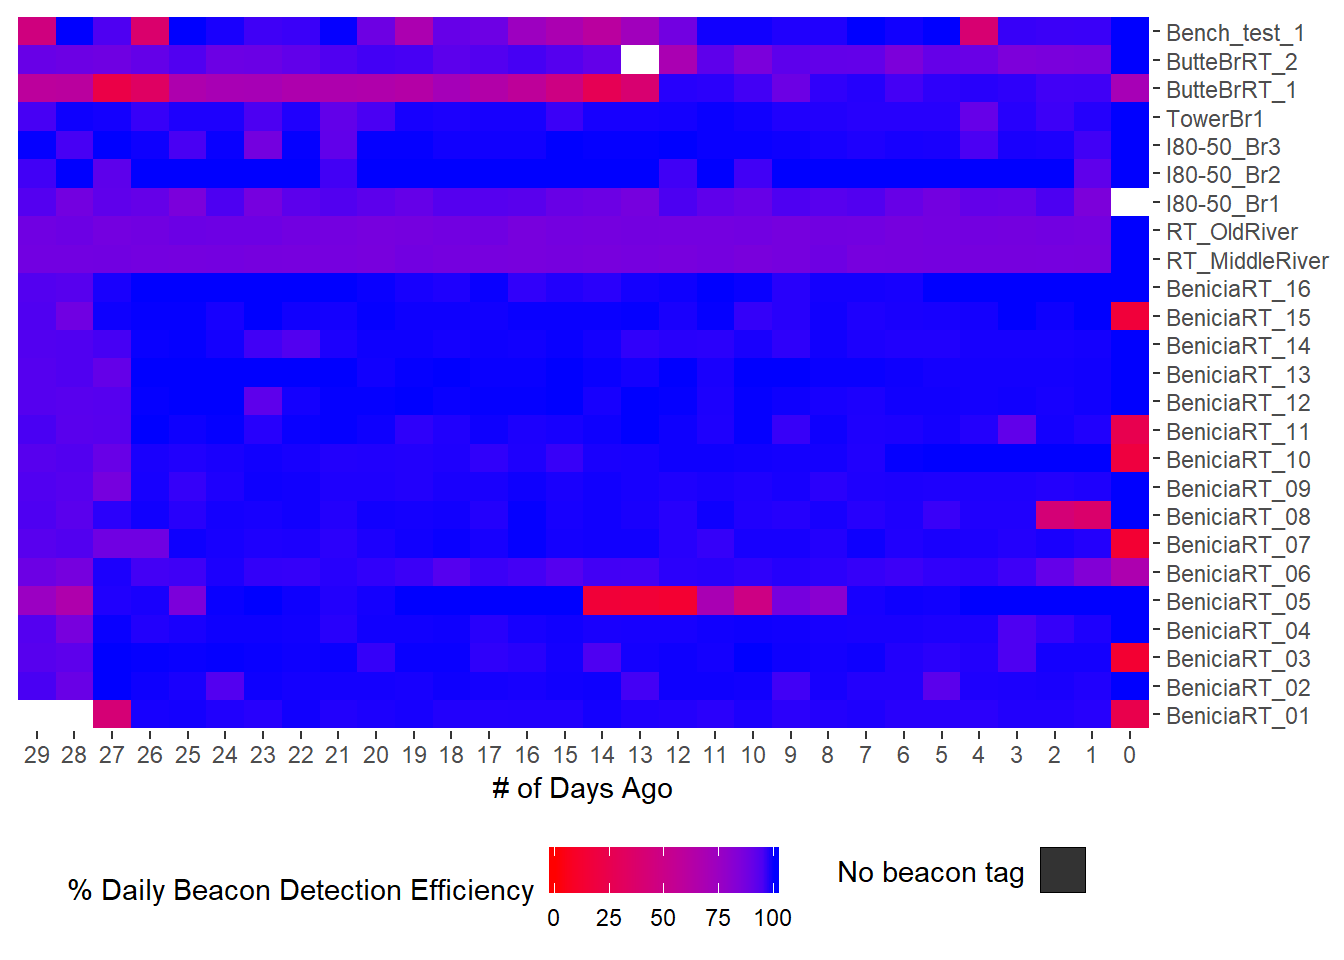 Bench_test_1
ButteBrRT_2
ButteBrRT_1
TowerBr1
I80-50_Br3
I80-50_Br2
I80-50_Br1
RT_OldRiver
RT_MiddleRiver
BeniciaRT_16
BeniciaRT_15
BeniciaRT_14
BeniciaRT_13
BeniciaRT_12
BeniciaRT_11
BeniciaRT_10
BeniciaRT_09
BeniciaRT_08
BeniciaRT_07
BeniciaRT_06
BeniciaRT_05
BeniciaRT_04
BeniciaRT_03
BeniciaRT_02
BeniciaRT_01
29 28 27 26 25 24 23 22 21 20 19 18 17 16 15 14 13 12 11 10 9 8 7 6 5 4 3 2 1 0
# of Days Ago
% Daily Beacon Detection Efficiency
0 25 50 75 100
No beacon tag